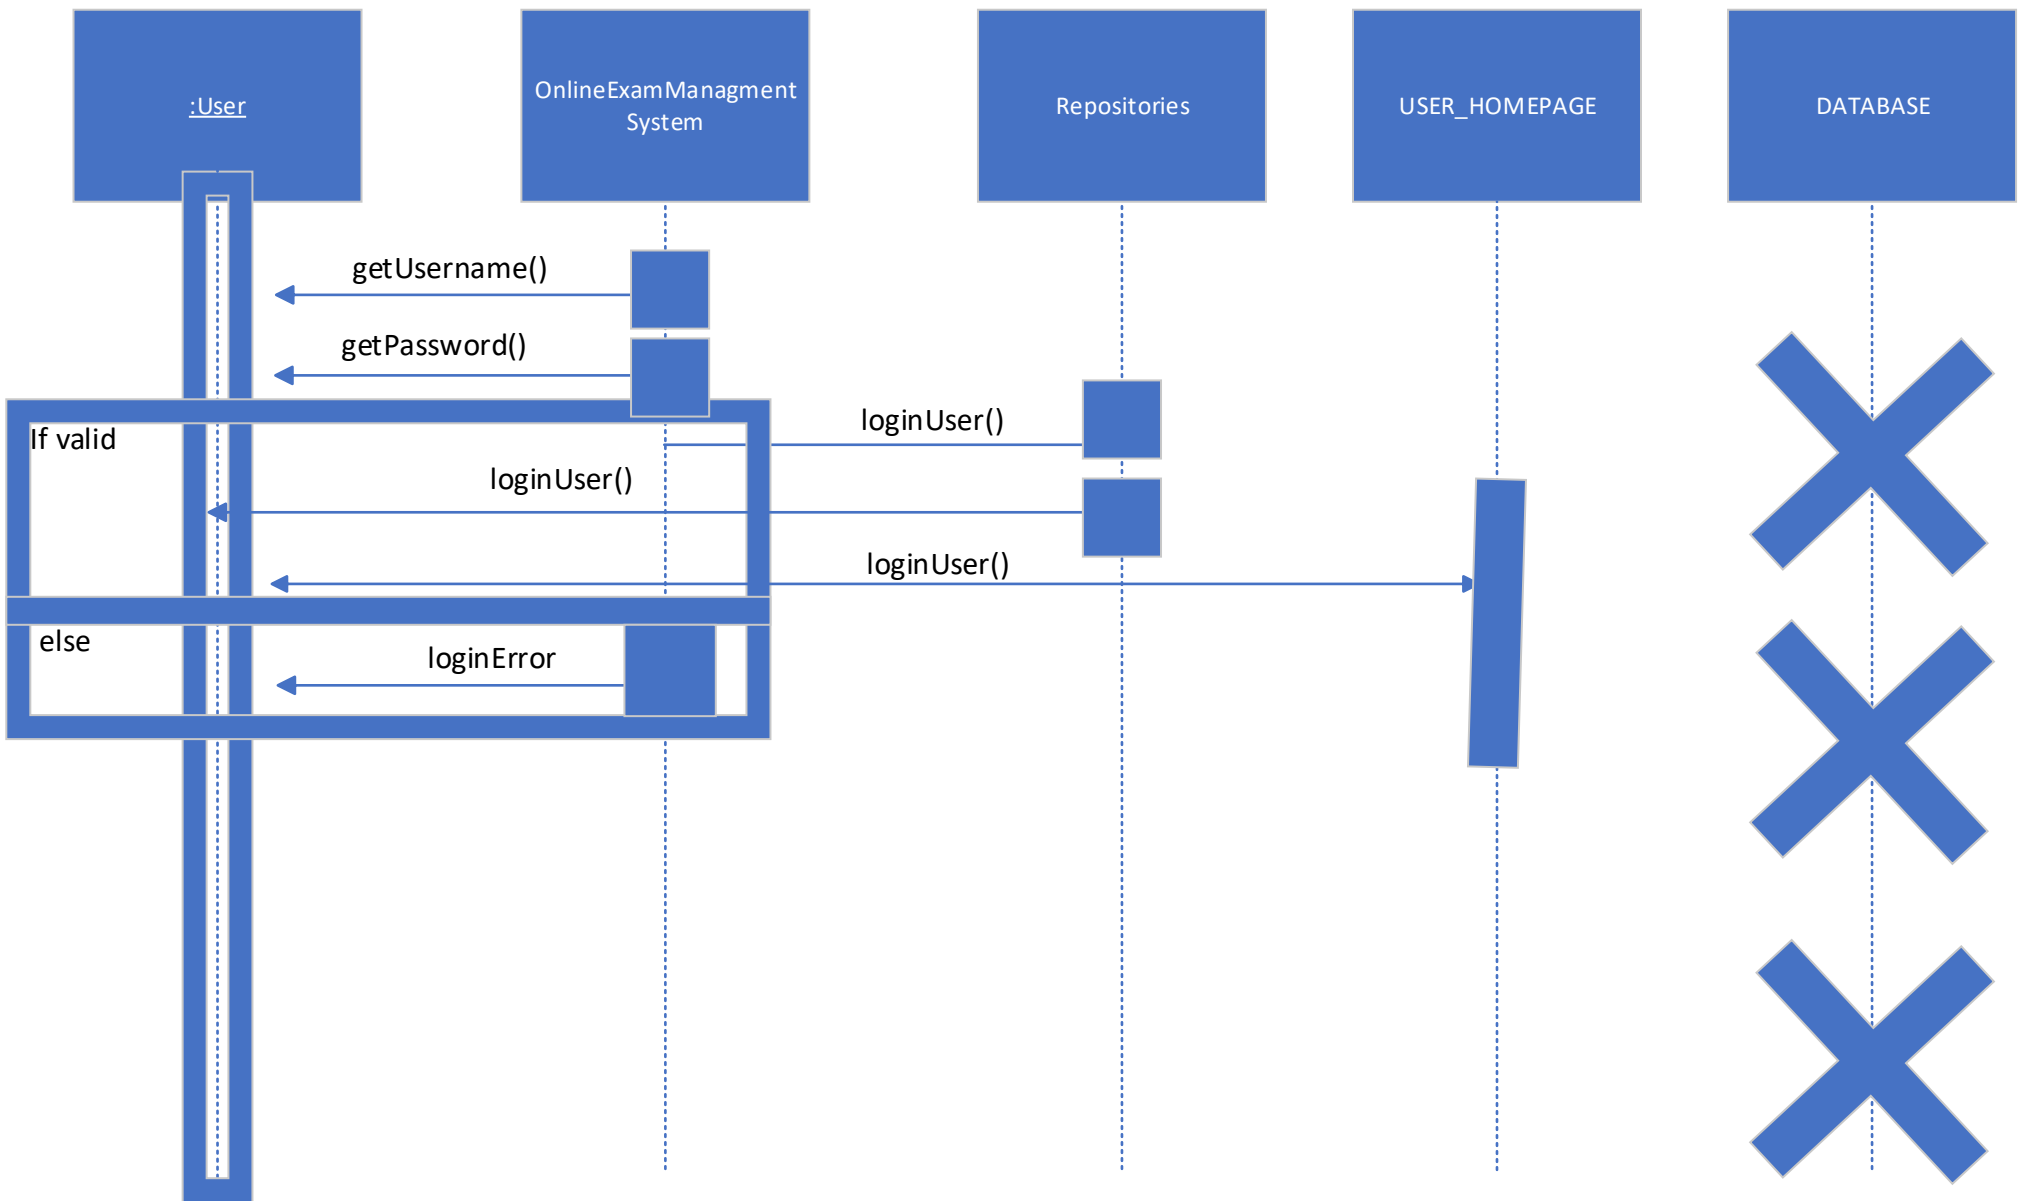 :User
OnlineExamManagment
System
Repositories
USER_HOMEPAGE
DATABASE
getUsername()
getPassword()
loginUser()
If valid
loginUser()
loginUser()
else
loginError